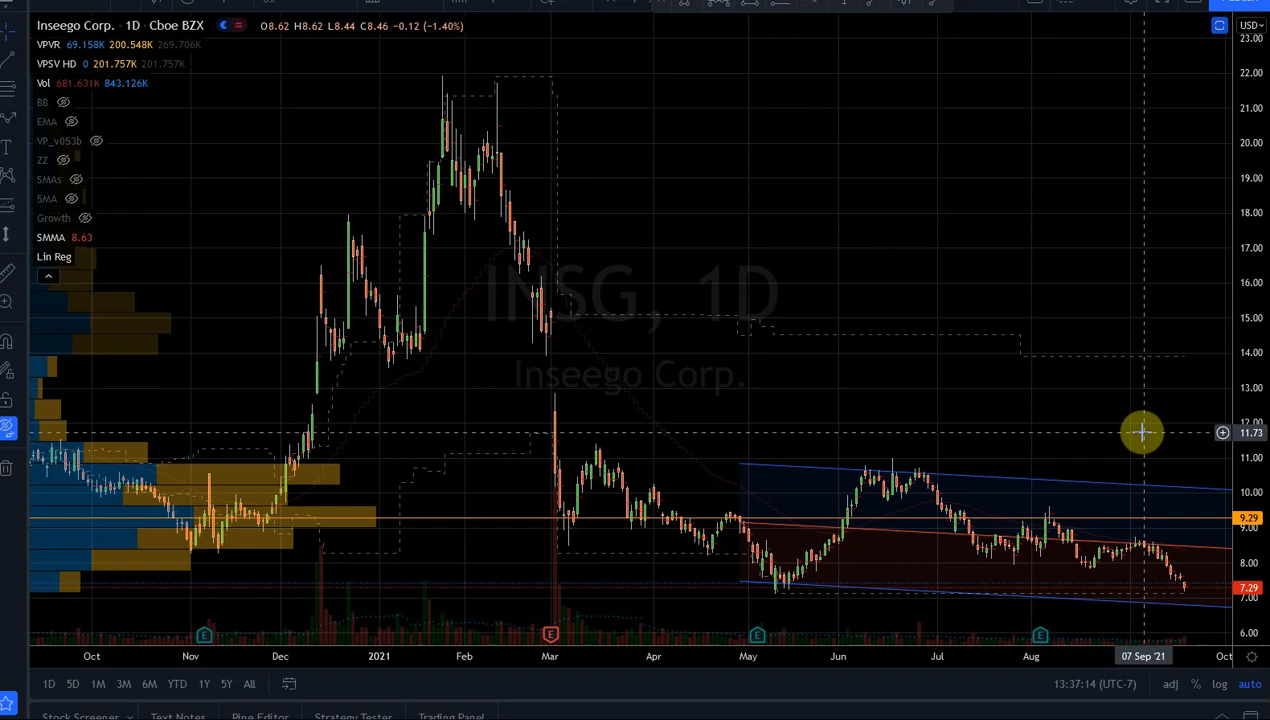 Inseego Corp. · 1D · Cboe BZX O8.62 H8.62 L8.44 C8.46 −0.12 (−1.40%)
USD
23.00
VPVR 69.158K 200.548K 269.706K
VPSV HD 0 201.757K 201.757K
22.00
Vol 681.631K 843.126K
BB
21.00
EMA
VP_v053b
20.00
ZZ
SMAs
19.00
5MA
18.00
Growth
SMMA 8.63
17.00
Lin Reg
16.00
INSG, 1D
15.00
14.00
Inseego Corp.
13.00
12.00
11.73
11.00
10.00
9.29
9.00
8.00
7.29
7.00
6.00
E E E E
Oct Nov Dec 2021 Feb Mar Apr May Jun Jul Aug 07 Sep '21 Oct
1D 5D 1M 3M 6M YTD 1Y 5Y All 13:37:14 (UTC-7) adj % log auto
Stock Screener Text Notes Pine Editor Strategy Tester Trading Panel